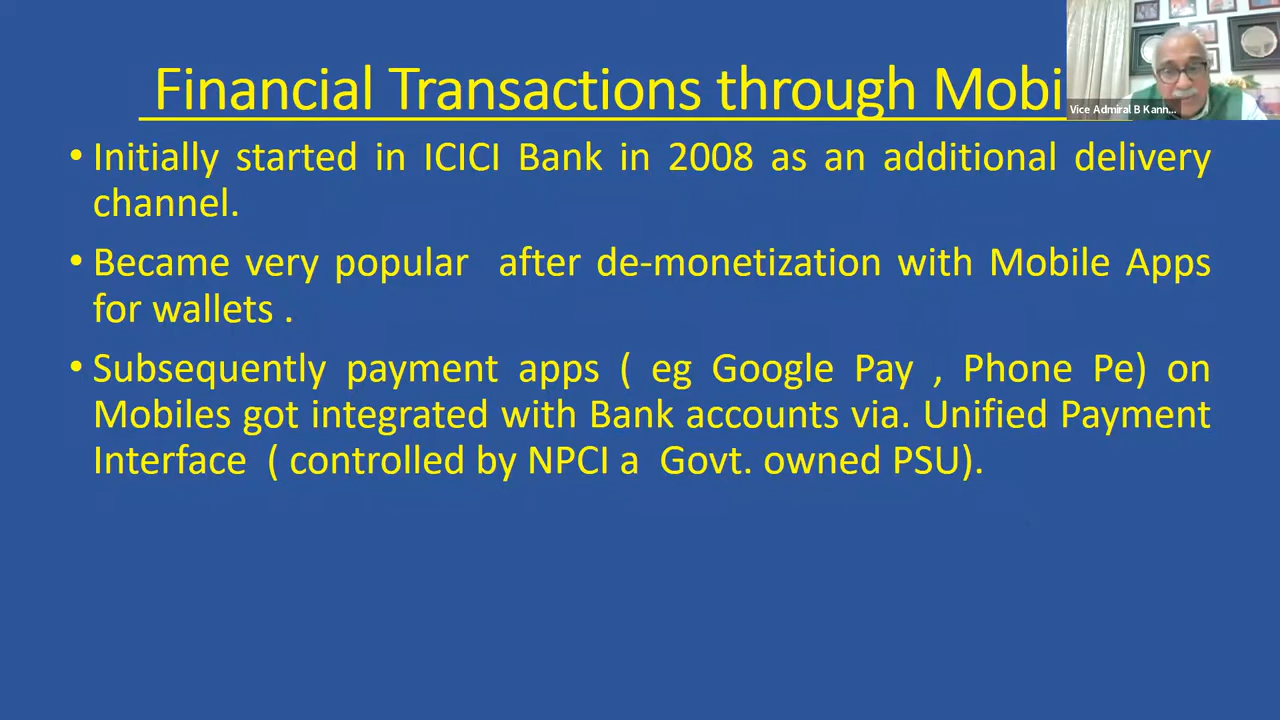 Financial Transactions through Mobi
Vice Admiral B Kann...
• Initially started in ICICI Bank in 2008 as an additional delivery
channel.
• Became very popular after de-monetization with Mobile Apps
for wallets .
• Subsequently payment apps ( eg Google Pay , Phone Pe) on
Mobiles got integrated with Bank accounts via. Unified Payment
Interface ( controlled by NPCI a Govt. owned PSU).